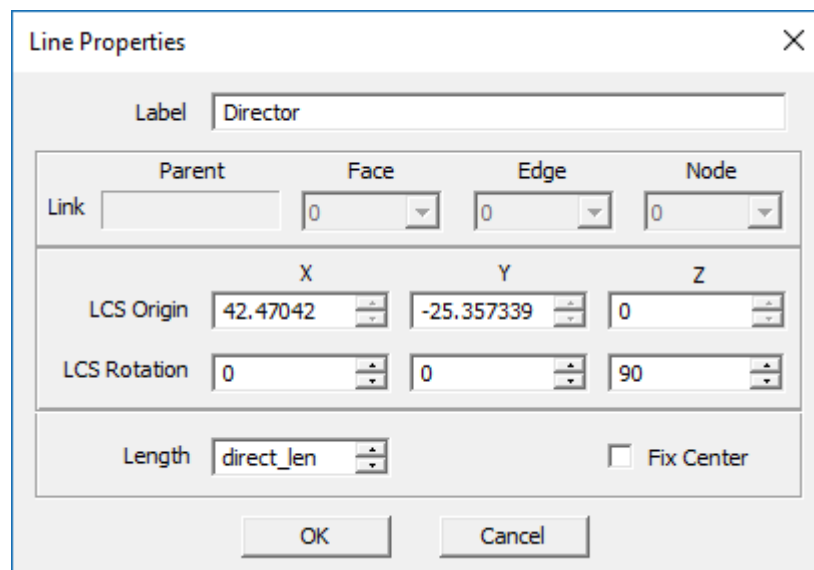 Line Properties
Label Director
Parent Face Edge Node
Link 0 0 0
X Y Z
LCS Origin 42.47042 -25.357339 0
LCS Rotation 0 0 90
Length direct_len Fix Center
OK Cancel